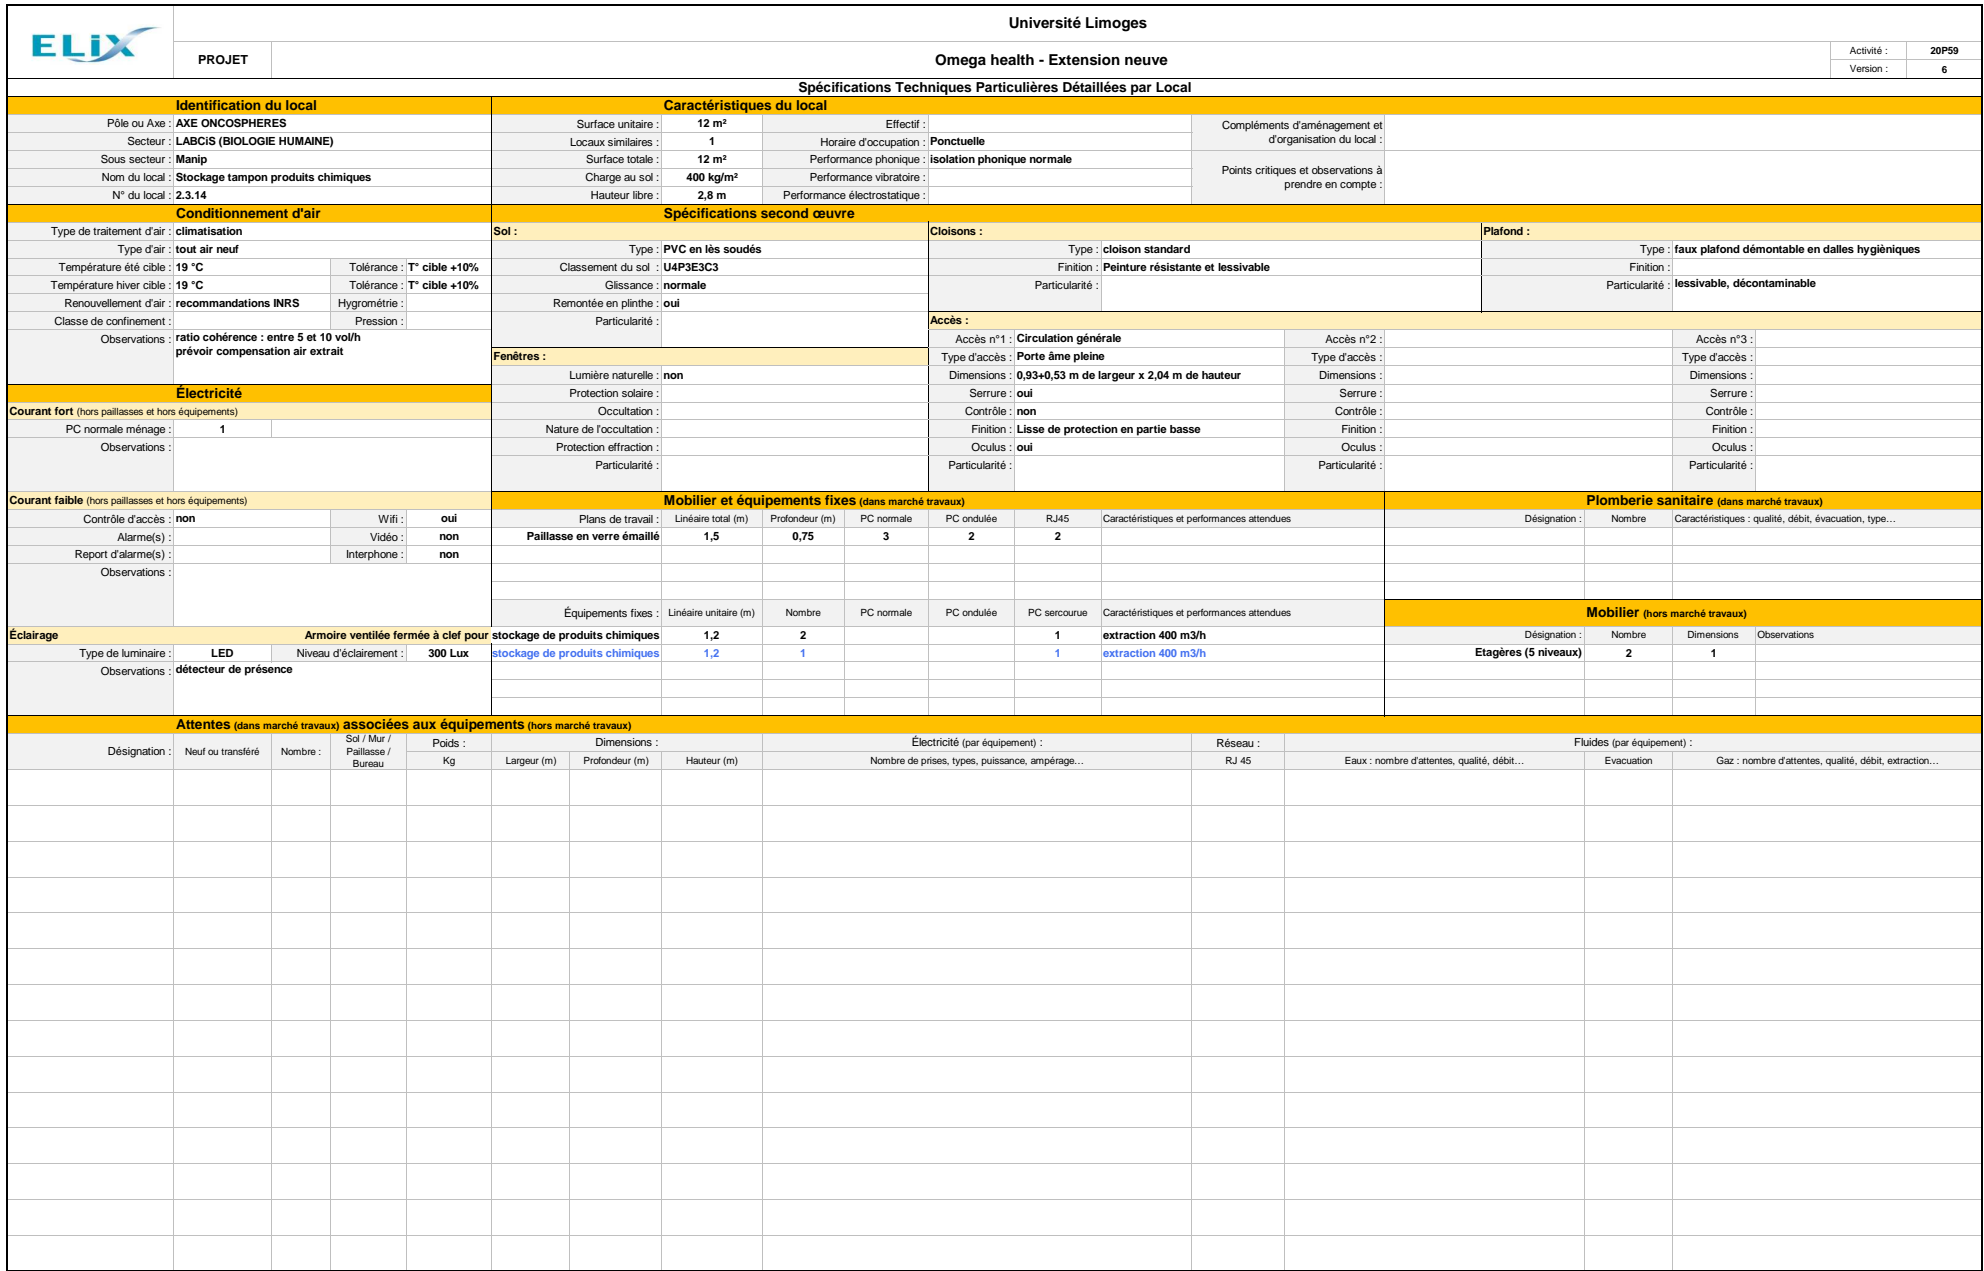 ELiX
Université Limoges
PROJET
Omega health - Extension neuve
Activité : 20P59
Version : 6
Spécifications Techniques Particulières Détaillées par Local
Identification du local Caractéristiques du local
Pôle ou Axe : AXE ONCOSPHERES Surface unitaire : 12 m² Effectif : Compléments d'aménagement et
Secteur : LABCiS (BIOLOGIE HUMAINE) Locaux similaires : 1 Horaire d'occupation : Ponctuelle d'organisation du local :
Sous secteur : Manip Surface totale : 12 m² Performance phonique : isolation phonique normale
Nom du local : Stockage tampon produits chimiques Charge au sol : 400 kg/m² Performance vibratoire : Points critiques et observations à
N° du local : 2.3.14 Hauteur libre : 2,8 m Performance électrostatique : prendre en compte :
Conditionnement d'air Spécifications second œuvre
Type de traitement d'air : climatisation Sol : Cloisons : Plafond :
Type d'air : tout air neuf Type : PVC en lès soudés Type : cloison standard Type : faux plafond démontable en dalles hygièniques
Température été cible : 19 °C Tolérance : T° cible +10% Classement du sol : U4P3E3C3 Finition : Peinture résistante et lessivable Finition :
Température hiver cible : 19 °C Tolérance : T° cible +10% Glissance : normale Particularité : Particularité : lessivable, décontaminable
Renouvellement d'air : recommandations INRS Hygrométrie : Remontée en plinthe : oui
Classe de confinement : Pression : Particularité : Accès :
Observations : ratio cohérence : entre 5 et 10 vol/h Accès n°1 : Circulation générale Accès n°2 : Accès n°3 :
prévoir compensation air extrait Fenêtres : Type d'accès : Porte âme pleine Type d'accès : Type d'accès :
Lumière naturelle : non Dimensions : 0,93+0,53 m de largeur x 2,04 m de hauteur Dimensions : Dimensions :
Électricité Protection solaire : Serrure : oui Serrure : Serrure :
Courant fort (hors paillasses et hors équipements) Occultation : Contrôle : non Contrôle : Contrôle :
PC normale ménage : 1 Nature de l'occultation : Finition : Lisse de protection en partie basse Finition : Finition :
Observations : Protection effraction : Oculus : oui Oculus : Oculus :
Particularité : Particularité : Particularité : Particularité :
Courant faible (hors paillasses et hors équipements) Mobilier et équipements fixes (dans marché travaux) Plomberie sanitaire (dans marché travaux)
Contrôle d'accès : non Wifi : oui Plans de travail : Linéaire total (m) Profondeur (m) PC normale PC ondulée RJ45 Caractéristiques et performances attendues Désignation : Nombre Caractéristiques : qualité, débit, évacuation, type…
Alarme(s) : Vidéo : non Paillasse en verre émaillé 1,5 0,75 3 2 2
Report d'alarme(s) : Interphone : non
Observations :
Équipements fixes : Linéaire unitaire (m) Nombre PC normale PC ondulée PC sercourue Caractéristiques et performances attendues Mobilier (hors marché travaux)
Éclairage Armoire ventilée fermée à clef pour stockage de produits chimiques 1,2 2 1 extraction 400 m3/h Désignation : Nombre Dimensions Observations
Type de luminaire : LED Niveau d'éclairement : 300 Lux stockage de produits chimiques 1,2 1 1 extraction 400 m3/h Etagères (5 niveaux) 2 1
Observations : détecteur de présence
Attentes (dans marché travaux) associées aux équipements (hors marché travaux)
Désignation : Neuf ou transféré Nombre : Sol / Mur / Paillasse / Bureau Poids : Dimensions : Électricité (par équipement) : Réseau : Fluides (par équipement) :
Kg Largeur (m) Profondeur (m) Hauteur (m) Nombre de prises, types, puissance, ampérage… RJ 45 Eaux : nombre d'attentes, qualité, débit… Evacuation Gaz : nombre d'attentes, qualité, débit, extraction…